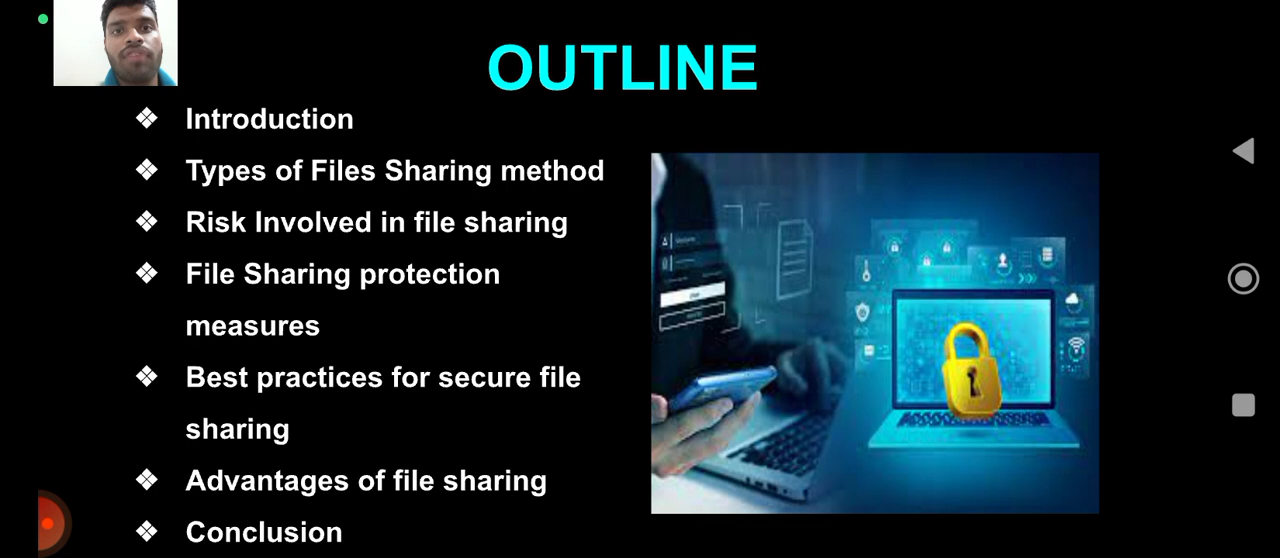 OUTLINE
❖ Introduction
❖ Types of Files Sharing method
❖ Risk Involved in file sharing
❖ File Sharing protection
measures
❖ Best practices for secure file
sharing
❖ Advantages of file sharing
❖ Conclusion